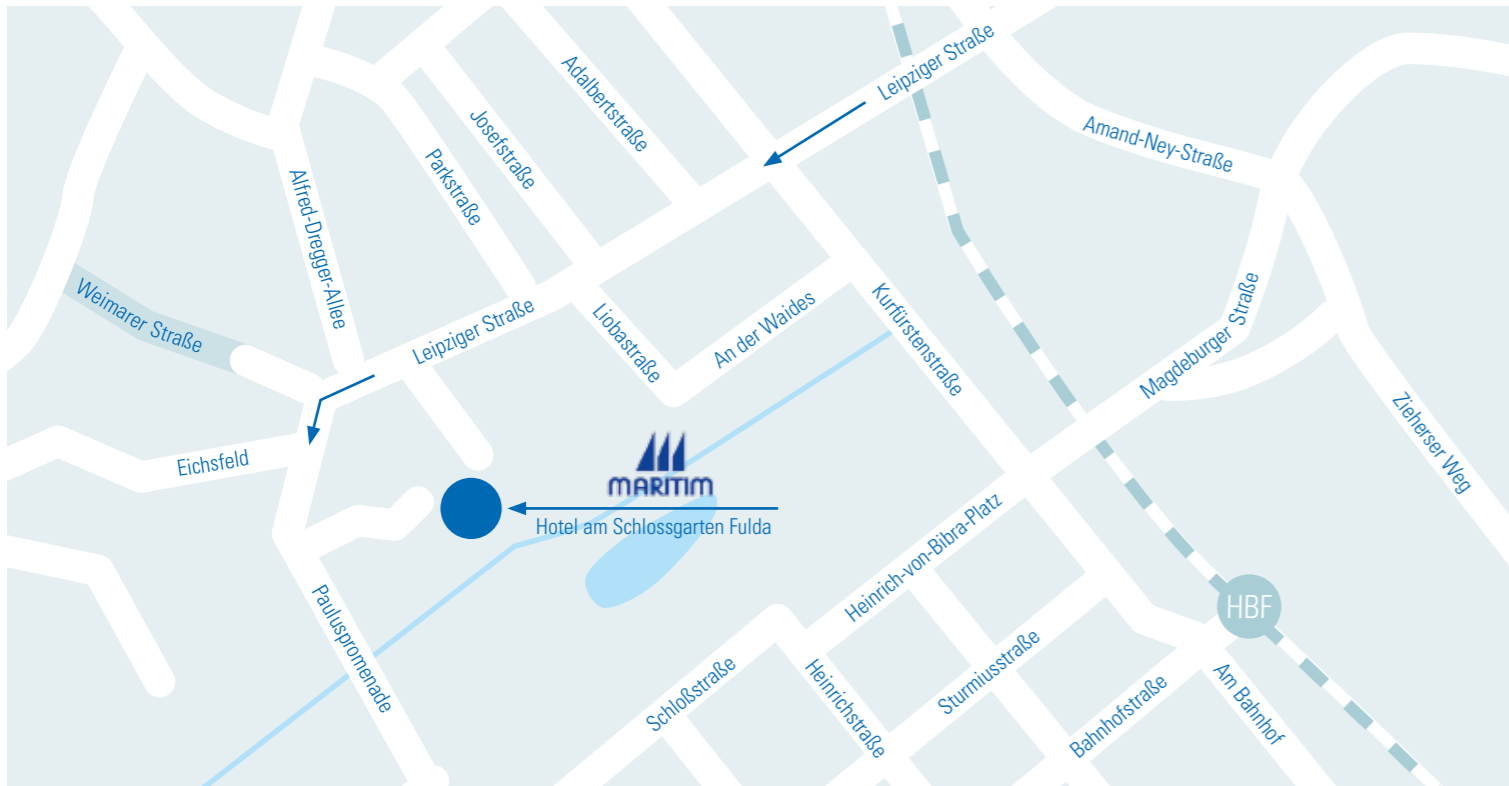 Leipziger Straße
Adalbertstraße
Josefstraße
Parkstraße
Amand-Ney-Straße
Alfred-Dregger-Allee
Weimarer Straße
Leipziger Straße
Liobastraße
An der Waides
Kurfürstenstraße
Magdeburger Straße
Zieherser Weg
Eichsfeld
MARITIM
Hotel am Schlossgarten Fulda
Heinrich-von-Bibra-Platz
HBF
Pauluspromenade
Schloßstraße
Heinrichstraße
Sturmiusstraße
Bahnhofstraße
Am Bahnhof